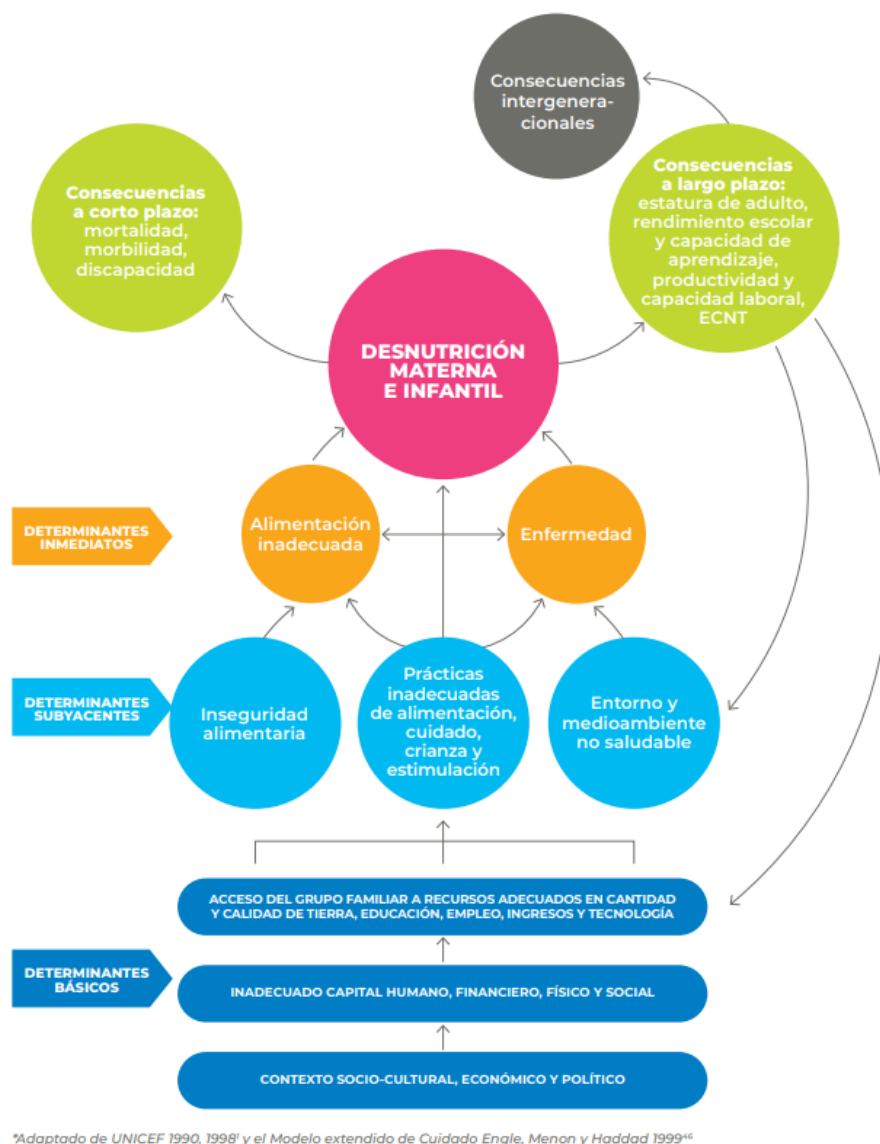 Consecuencias
intergenera-
cionales
Consecuencias
a corto plazo:
mortalidad,
morbilidad,
discapacidad
Consecuencias
a largo plazo:
estatura de adulto,
rendimiento escolar
y capacidad de
aprendizaje,
productividad y
capacidad laboral,
ECNT
DESNUTRICIÓN
MATERNA
E INFANTIL
DETERMINANTES
INMEDIATOS
Alimentación
inadecuada
Enfermedad
DETERMINANTES
SUBYACENTES
Inseguridad
alimentaria
Prácticas
inadecuadas
de alimentación,
cuidado,
crianza y
estimulación
Entorno y
medioambiente
no saludable
ACCESO DEL GRUPO FAMILIAR A RECURSOS ADECUADOS EN CANTIDAD
Y CALIDAD DE TIERRA, EDUCACIÓN, EMPLEO, INGRESOS Y TECNOLOGÍA
DETERMINANTES
BÁSICOS
INADECUADO CAPITAL HUMANO, FINANCIERO, FÍSICO Y SOCIAL
CONTEXTO SOCIO-CULTURAL, ECONÓMICO Y POLÍTICO
*Adaptado de UNICEF 1990, 1998¹ y el Modelo extendido de Cuidado Engle, Menon y Haddad 1999⁴⁶